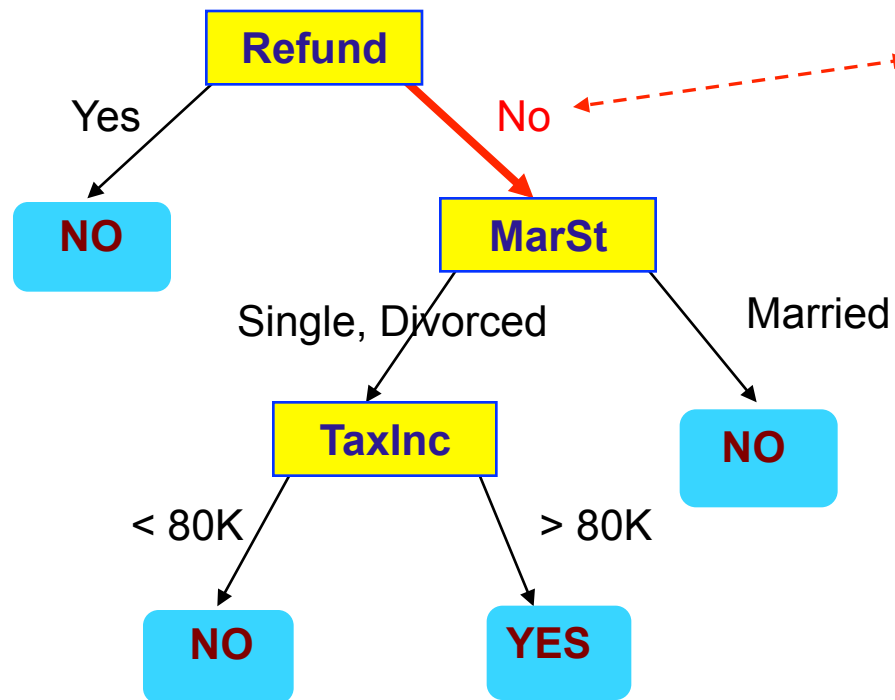 Refund
Yes
No
NO
MarSt
Single, Divorced
Married
TaxInc
NO
< 80K
> 80K
NO
YES